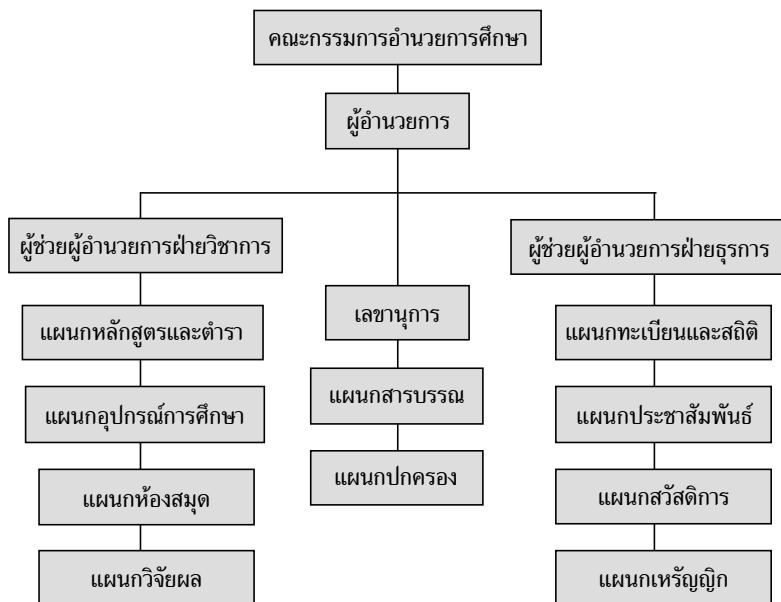 คณะกรรมการอำนวยการศึกษา
ผู้อำนวยการ
ผู้ช่วยผู้อำนวยการฝ่ายวิชาการ
แผนกหลักสูตรและตำรา
แผนกอุปกรณ์การศึกษา
แผนกห้องสมุด
แผนกวิจัยผล
เลขานุการ
แผนกสารบรรณ
แผนกปกครอง
ผู้ช่วยผู้อำนวยการฝ่ายธุรการ
แผนกทะเบียนและสถิติ
แผนกประชาสัมพันธ์
แผนกสวัสดิการ
แผนกเหรัญญิก